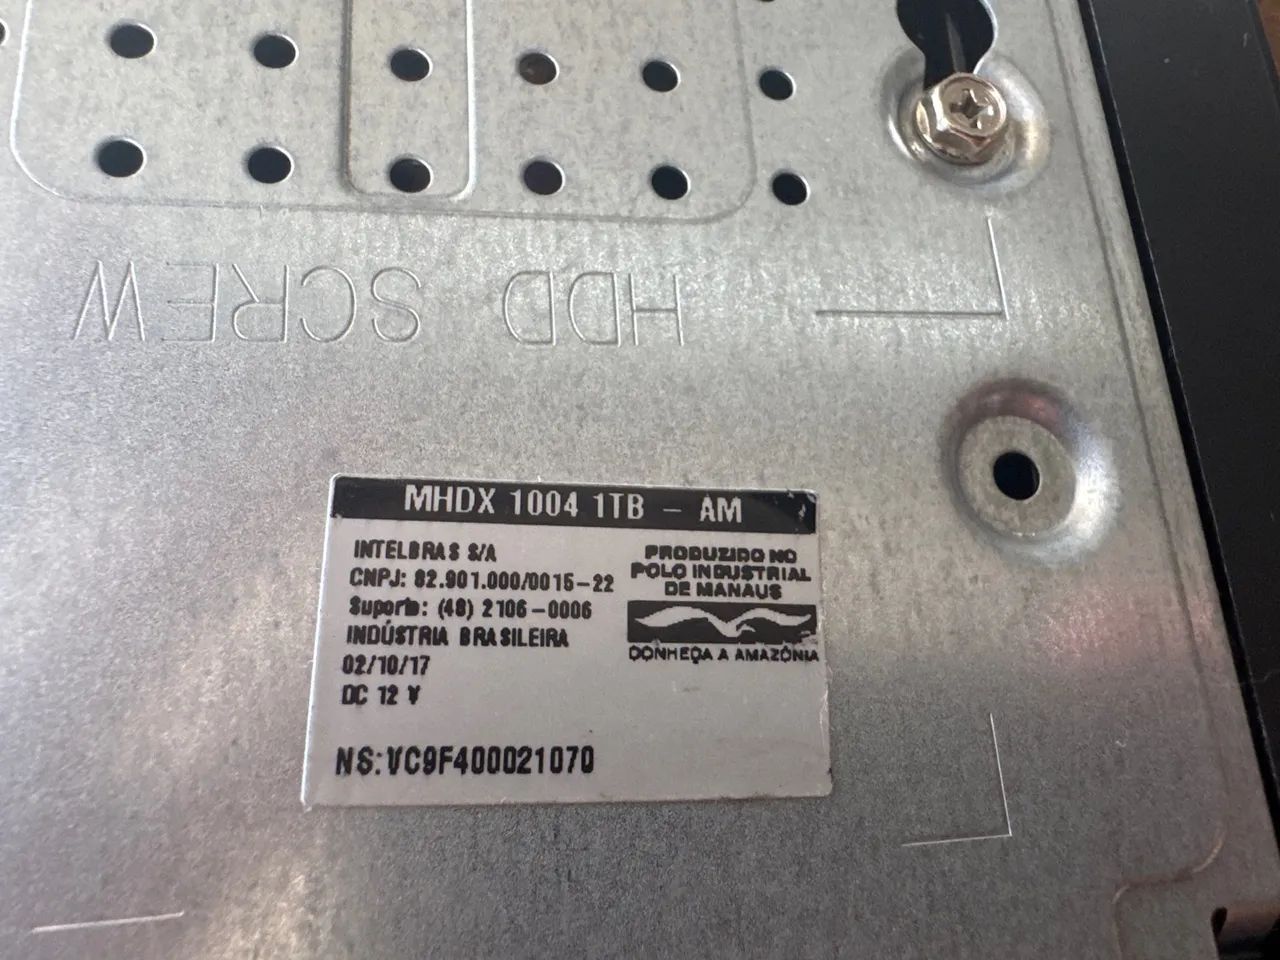 HDD SCREW
MHDX 1004 1TB - AM
INTELBRAS S/A
CNPJ: 82.901.000/0015-22
Suporte: (48) 2106-0006
INDÚSTRIA BRASILEIRA
02/10/17
DC 12 V
PRODUZIDO NO
POLO INDUSTRIAL
DE MANAUS
CONHEÇA A AMAZÔNIA
NS:VC9F400021070